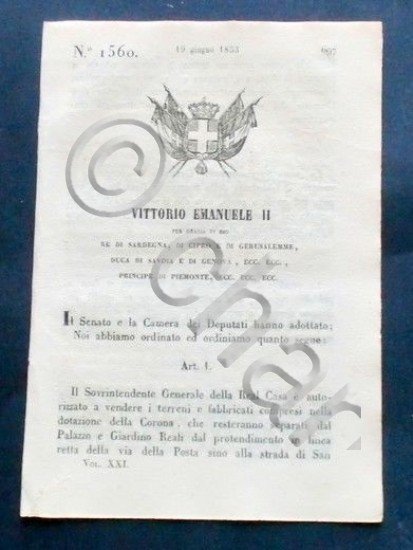 N.º 1560. 19 giugno 1853 697
VITTORIO EMANUELE II
PER GRAZIA DI DIO
RE DI SARDEGNA, DI CIPRO E DI GERUSALEMME,
DUCA DI SAVOIA E DI GENOVA, ECC. ECC.,
PRINCIPE DI PIEMONTE, ECC. ECC. ECC.
Il Senato e la Camera dei Deputati hanno adottato;
Noi abbiamo ordinato ed ordiniamo quanto segue:
Art. 1.
Il Sovrintendente Generale della Real Casa è auto-
rizzato a vendere i terreni e fabbricati compresi nella
dotazione della Corona, che resteranno separati dal
Palazzo e Giardino Reali dal protendimento in linea
retta della via della Posta sino alla strada di San
VOL. XXI.